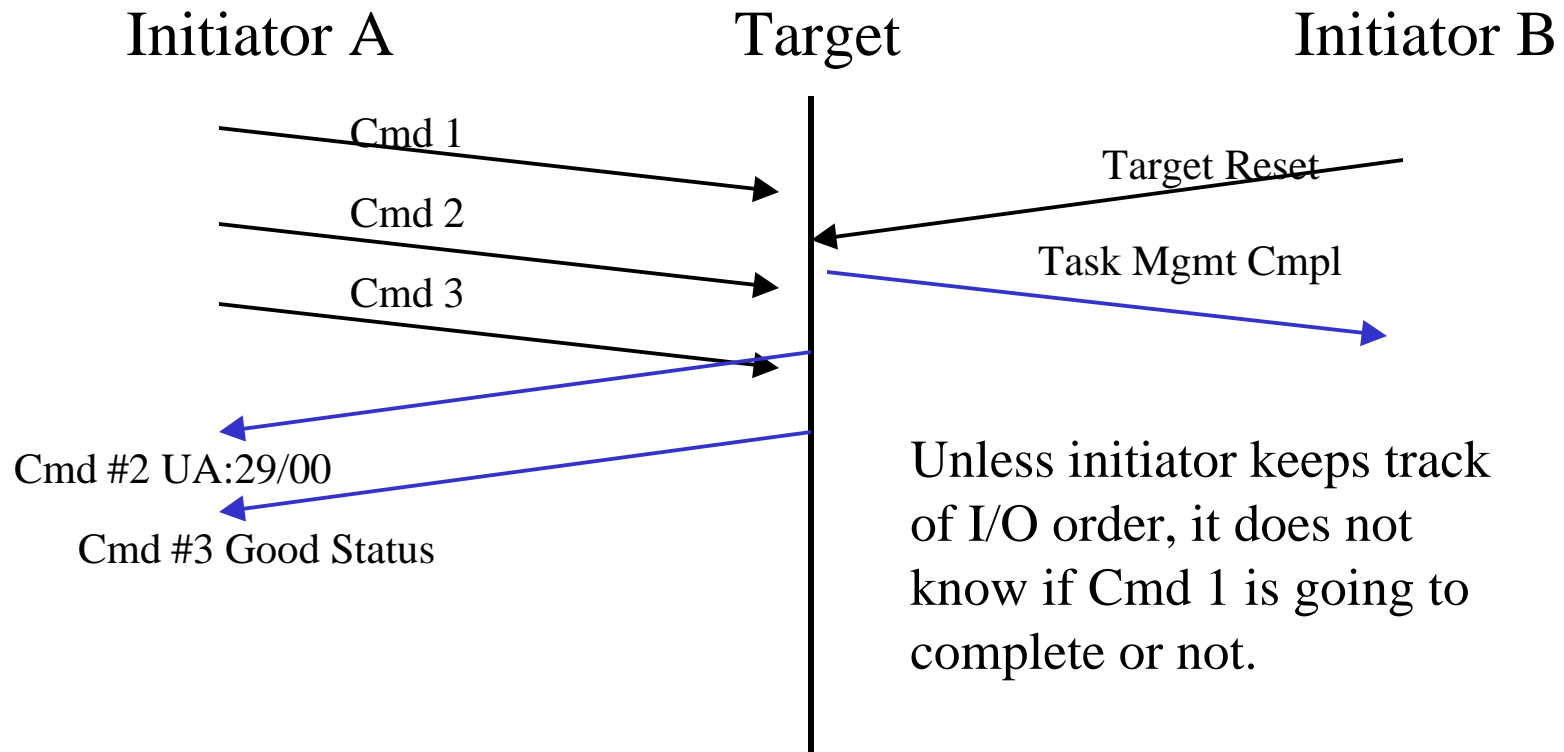 Initiator A
Target
Initiator B
Cmd 1
Target Reset
Cmd 2
Task Mgmt Cmpl
Cmd 3
Cmd #2 UA:29/00
Cmd #3 Good Status
Unless initiator keeps track
of I/O order, it does not
know if Cmd 1 is going to
complete or not.